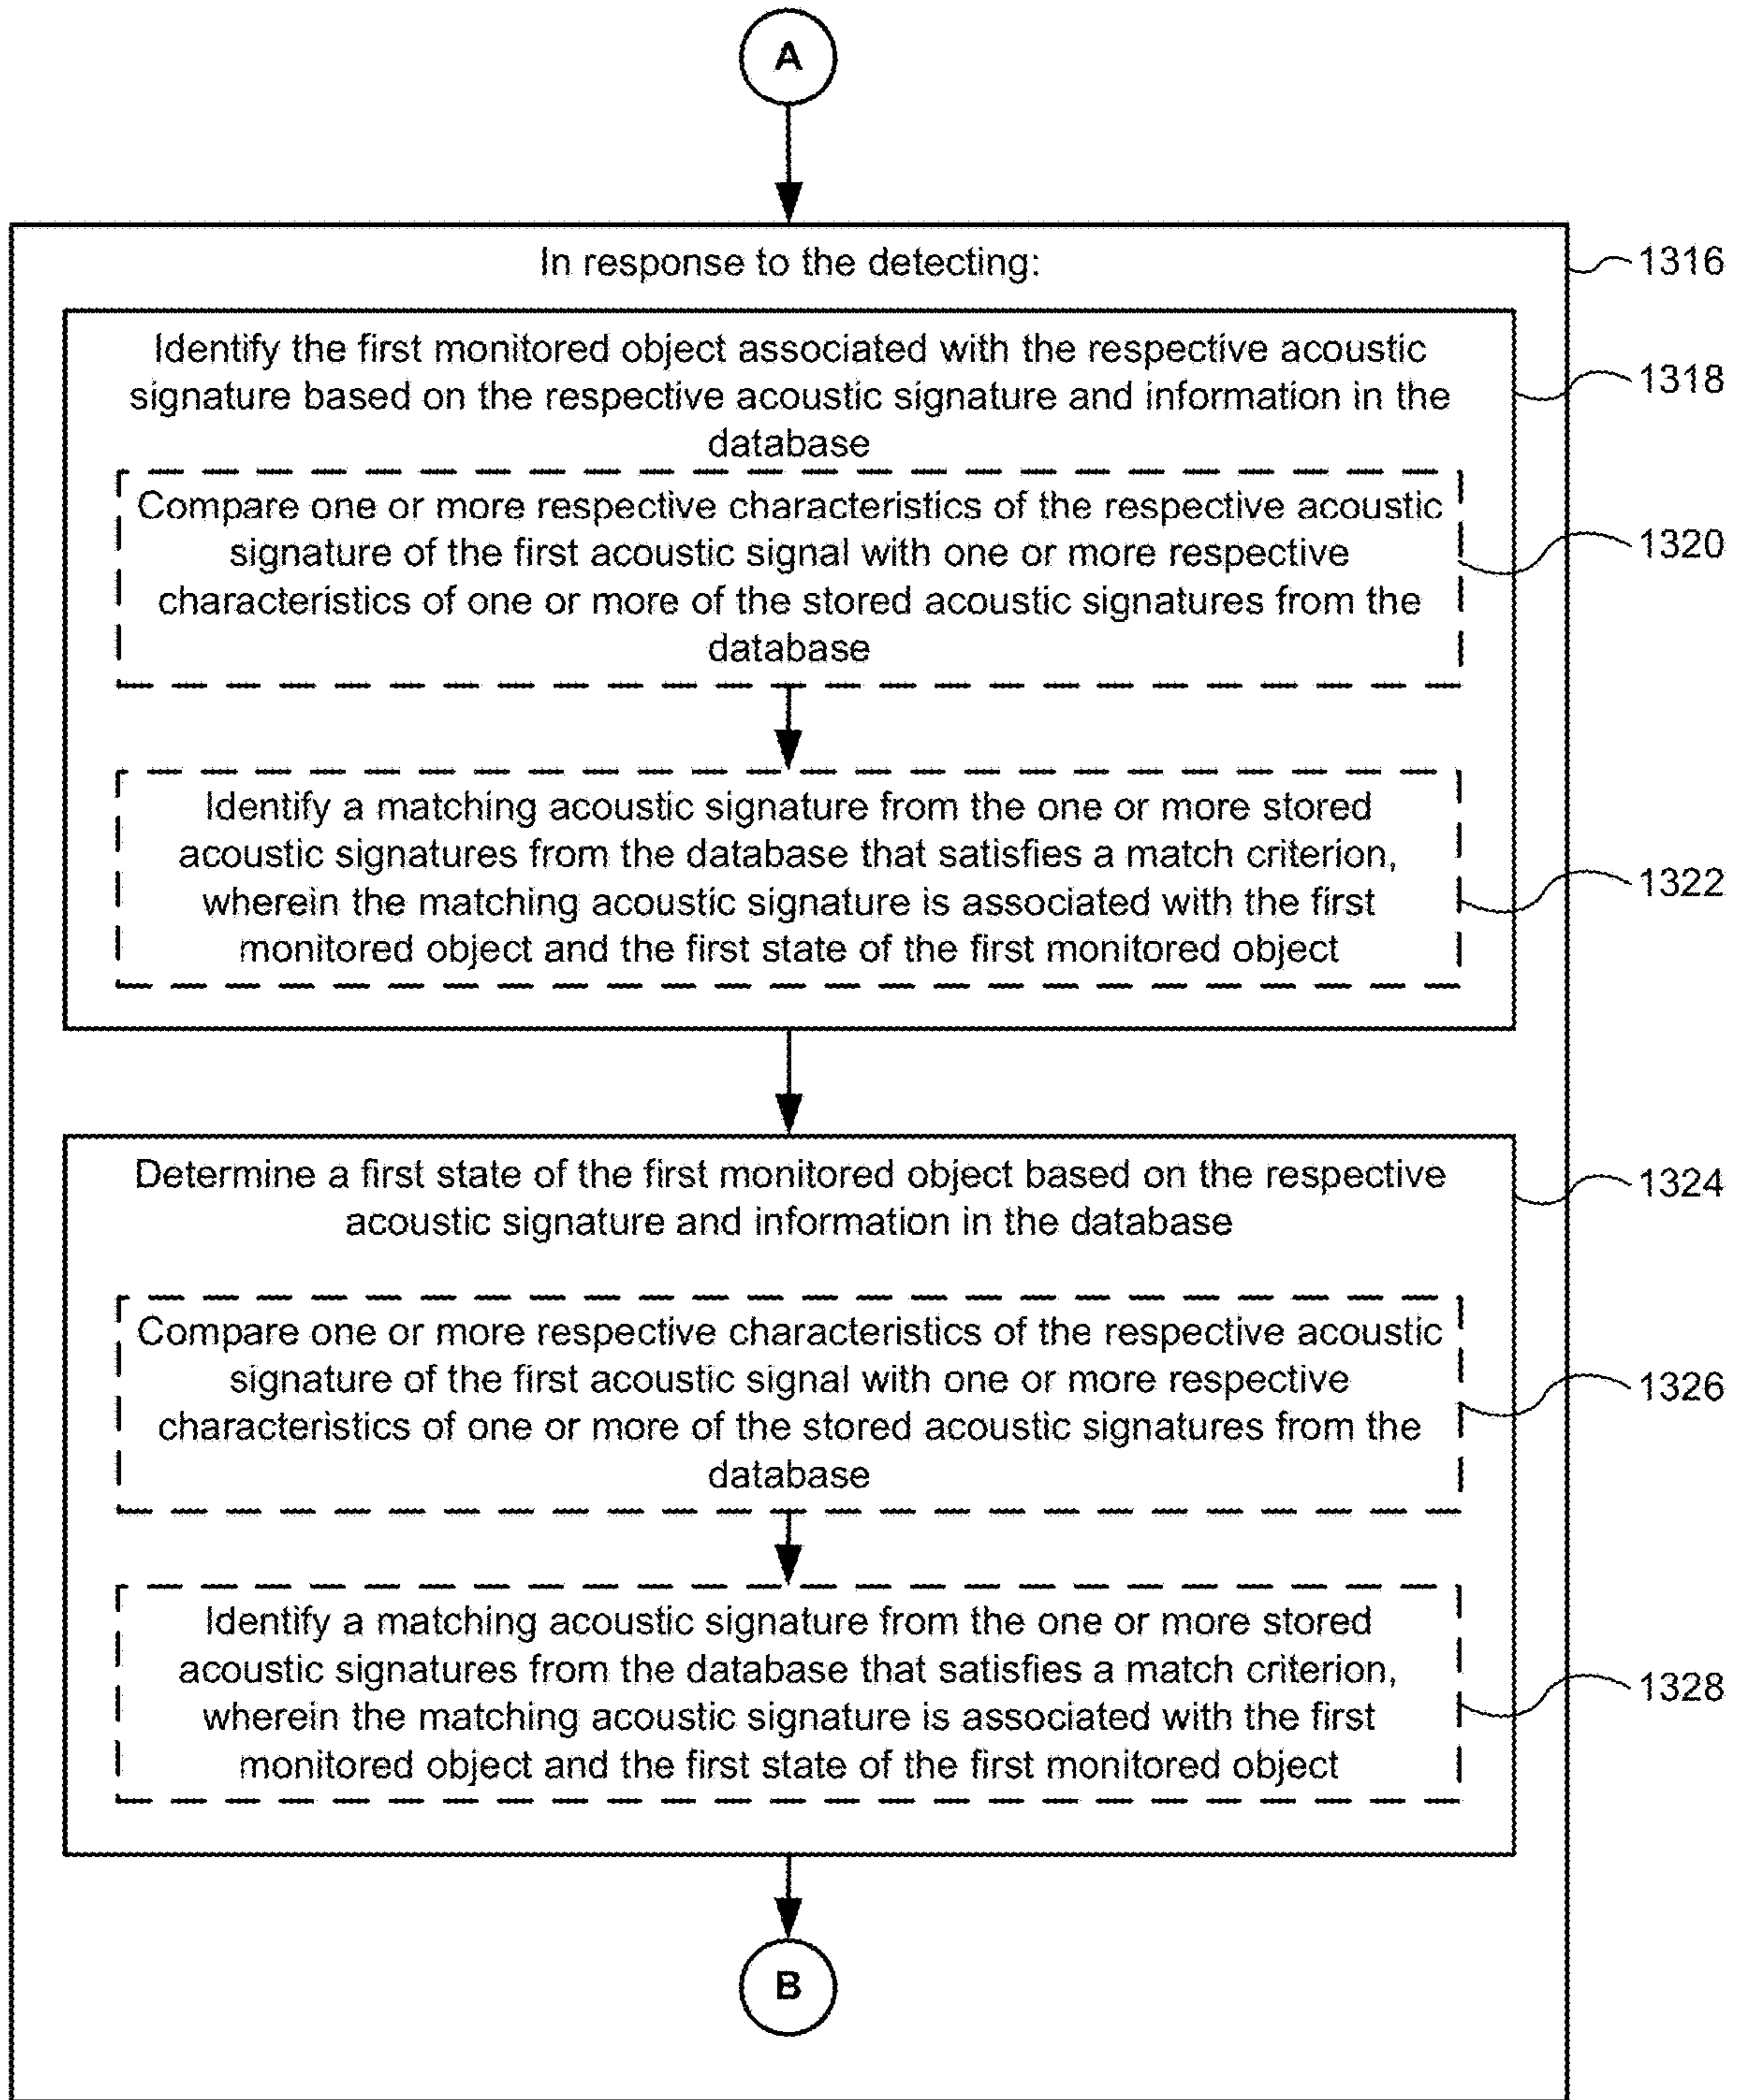 A
In response to the detecting:
1316
Identify the first monitored object associated with the respective acoustic
signature based on the respective acoustic signature and information in the
database
1318
Compare one or more respective characteristics of the respective acoustic
signature of the first acoustic signal with one or more respective
characteristics of one or more of the stored acoustic signatures from the
database
1320
Identify a matching acoustic signature from the one or more stored
acoustic signatures from the database that satisfies a match criterion,
wherein the matching acoustic signature is associated with the first
monitored object and the first state of the first monitored object
1322
Determine a first state of the first monitored object based on the respective
acoustic signature and information in the database
1324
Compare one or more respective characteristics of the respective acoustic
signature of the first acoustic signal with one or more respective
characteristics of one or more of the stored acoustic signatures from the
database
1326
Identify a matching acoustic signature from the one or more stored
acoustic signatures from the database that satisfies a match criterion,
wherein the matching acoustic signature is associated with the first
monitored object and the first state of the first monitored object
1328
B